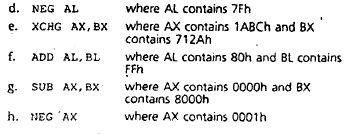 d. NEG AL where AL contains 7Fh
e. XCHG AX,BX where AX contains 1ABCh and BX
contains 712Ah
f. ADD AL,BL where AL contains 80h and BL contains
FFh
g. SUB AX,BX where AX contains 0000h and BX
contains 8000h
h. NEG AX where AX contains 0001h